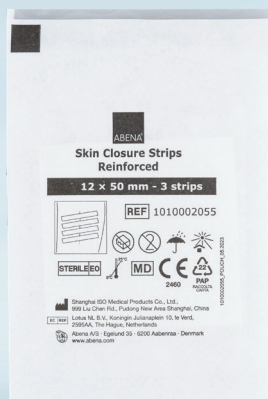 ABENA®
Skin Closure Strips
Reinforced
12 × 50 mm - 3 strips
REF 1010002055
STERILE EO
MD
CE
2460
22
PAP
RACCOLTA
CARTA
1010002055_POUCH_05.2023
Shanghai ISO Medical Products Co., Ltd.,
999 Liu Chen Rd., Pudong New Area Shanghai, China
EC REP
Lotus NL B.V., Koningin Julianaplein 10, 1e Verd,
2595AA, The Hague, Netherlands
Abena A/S · Egelund 35 · 6200 Aabenraa · Denmark
www.abena.com